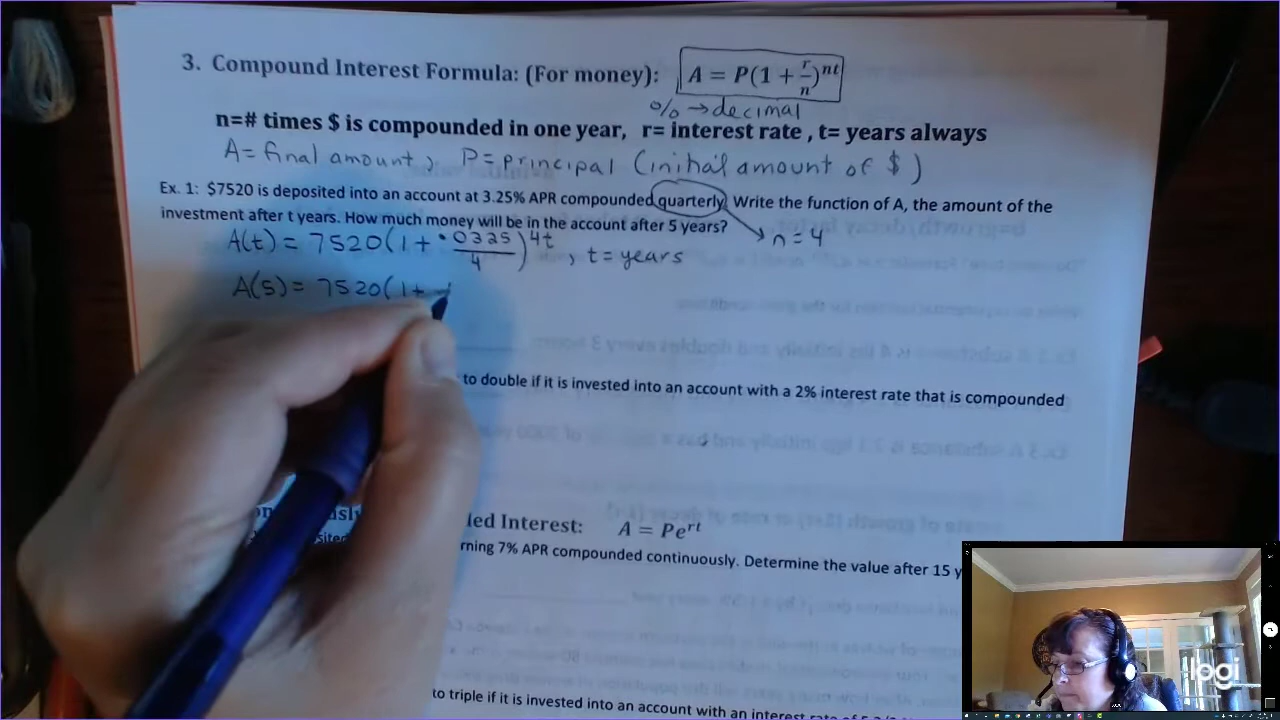 3. Compound Interest Formula: (For money): A = P(1 + r/n)^nt
% → decimal
n=# times $ is compounded in one year, r= interest rate , t= years always
A = final amount, P = principal (initial amount of $)
Ex. 1: $7520 is deposited into an account at 3.25% APR compounded quarterly. Write the function of A, the amount of the
investment after t years. How much money will be in the account after 5 years?
n = 4
A(t) = 7520(1 + .0325/4)^4t , t = years
A(5) = 7520(1 +
to double if it is invested into an account with a 2% interest rate that is compounded
Interest: A = Pe^rt
7% APR compounded continuously. Determine the value after 15
to triple if it is invested into an account with an interest rate of
logi